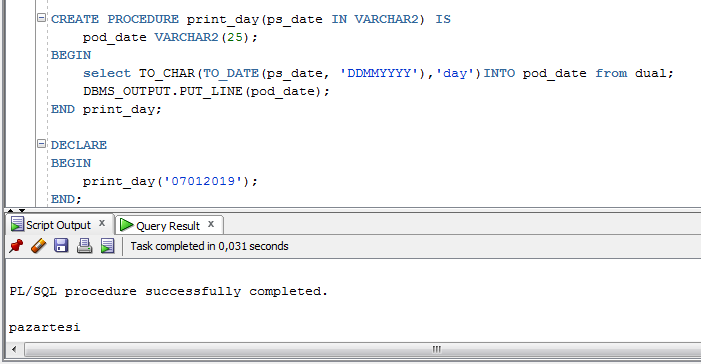 CREATE PROCEDURE print_day(ps_date IN VARCHAR2) IS
pod_date VARCHAR2(25);
BEGIN
select TO_CHAR(TO_DATE(ps_date, 'DDMMYYYY'),'day')INTO pod_date from dual;
DBMS_OUTPUT.PUT_LINE(pod_date);
END print_day;
DECLARE
BEGIN
print_day('07012019');
END;
Script Output x Query Result x
Task completed in 0,031 seconds
PL/SQL procedure successfully completed.
pazartesi